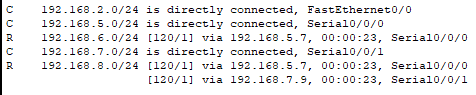 C 192.168.2.0/24 is directly connected, FastEthernet0/0
C 192.168.5.0/24 is directly connected, Serial0/0/0
R 192.168.6.0/24 [120/1] via 192.168.5.7, 00:00:23, Serial0/0/0
C 192.168.7.0/24 is directly connected, Serial0/0/1
R 192.168.8.0/24 [120/1] via 192.168.5.7, 00:00:23, Serial0/0/0
[120/1] via 192.168.7.9, 00:00:23, Serial0/0/1